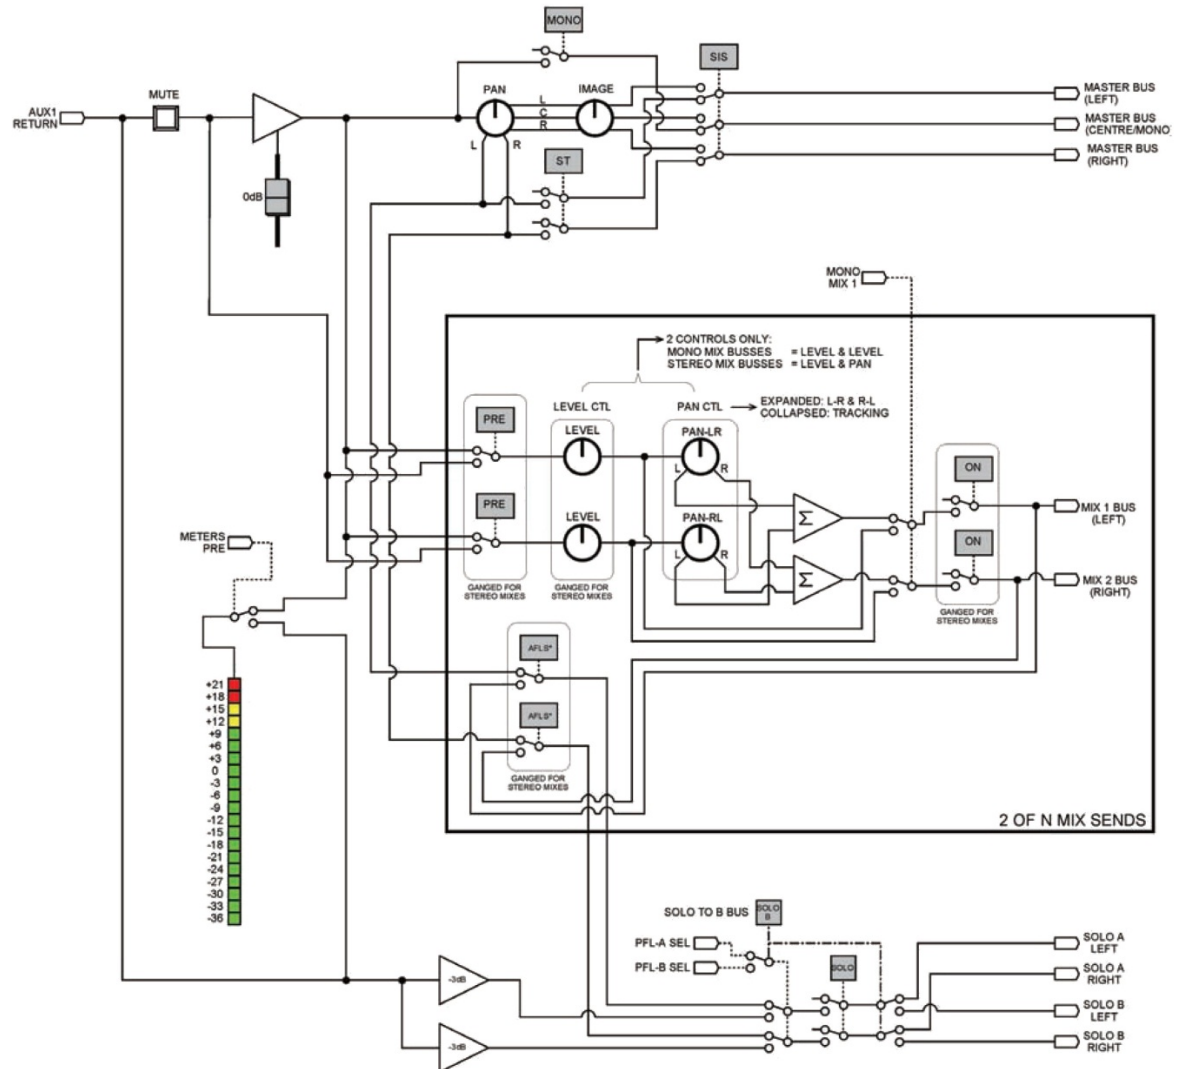 MONO
SIS
PAN
IMAGE
MUTE
L
C
R
AUX1
RETURN
MASTER BUS
(LEFT)
MASTER BUS
(CENTRE/MONO)
MASTER BUS
(RIGHT)
L
R
ST
0dB
MONO
MIX 1
2 CONTROLS ONLY:
MONO MIX BUSSES = LEVEL & LEVEL
STEREO MIX BUSSES = LEVEL & PAN
LEVEL CTL
PAN CTL
EXPANDED: L-R & R-L
COLLAPSED: TRACKING
PRE
LEVEL
PAN-LR
L
R
ON
MIX 1 BUS
(LEFT)
PRE
LEVEL
PAN-RL
L
R
Σ
Σ
ON
MIX 2 BUS
(RIGHT)
METERS
PRE
GANGED FOR
STEREO MIXES
GANGED FOR
STEREO MIXES
GANGED FOR
STEREO MIXES
AFLS*
AFLS*
GANGED FOR
STEREO MIXES
+21
+18
+15
+12
+9
+6
+3
0
-3
-6
-9
-12
-15
-18
-21
-24
-27
-30
-33
-36
2 OF N MIX SENDS
SOLO TO B BUS
SOLO
B
PFL-A SEL
PFL-B SEL
SOLO
-3dB
-3dB
SOLO A
LEFT
SOLO A
RIGHT
SOLO B
LEFT
SOLO B
RIGHT